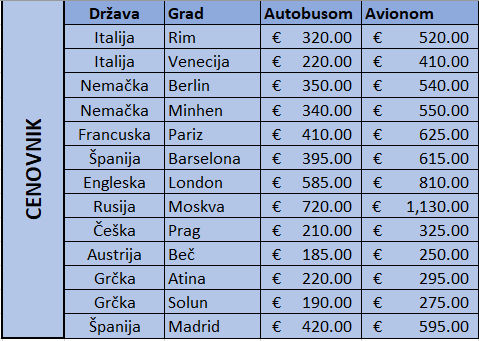 CENOVNIK
Država Grad Autobusom Avionom
Italija Rim € 320.00 € 520.00
Italija Venecija € 220.00 € 410.00
Nemačka Berlin € 350.00 € 540.00
Nemačka Minhen € 340.00 € 550.00
Francuska Pariz € 410.00 € 625.00
Španija Barselona € 395.00 € 615.00
Engleska London € 585.00 € 810.00
Rusija Moskva € 720.00 € 1,130.00
Češka Prag € 210.00 € 325.00
Austrija Beč € 185.00 € 250.00
Grčka Atina € 220.00 € 295.00
Grčka Solun € 190.00 € 275.00
Španija Madrid € 420.00 € 595.00